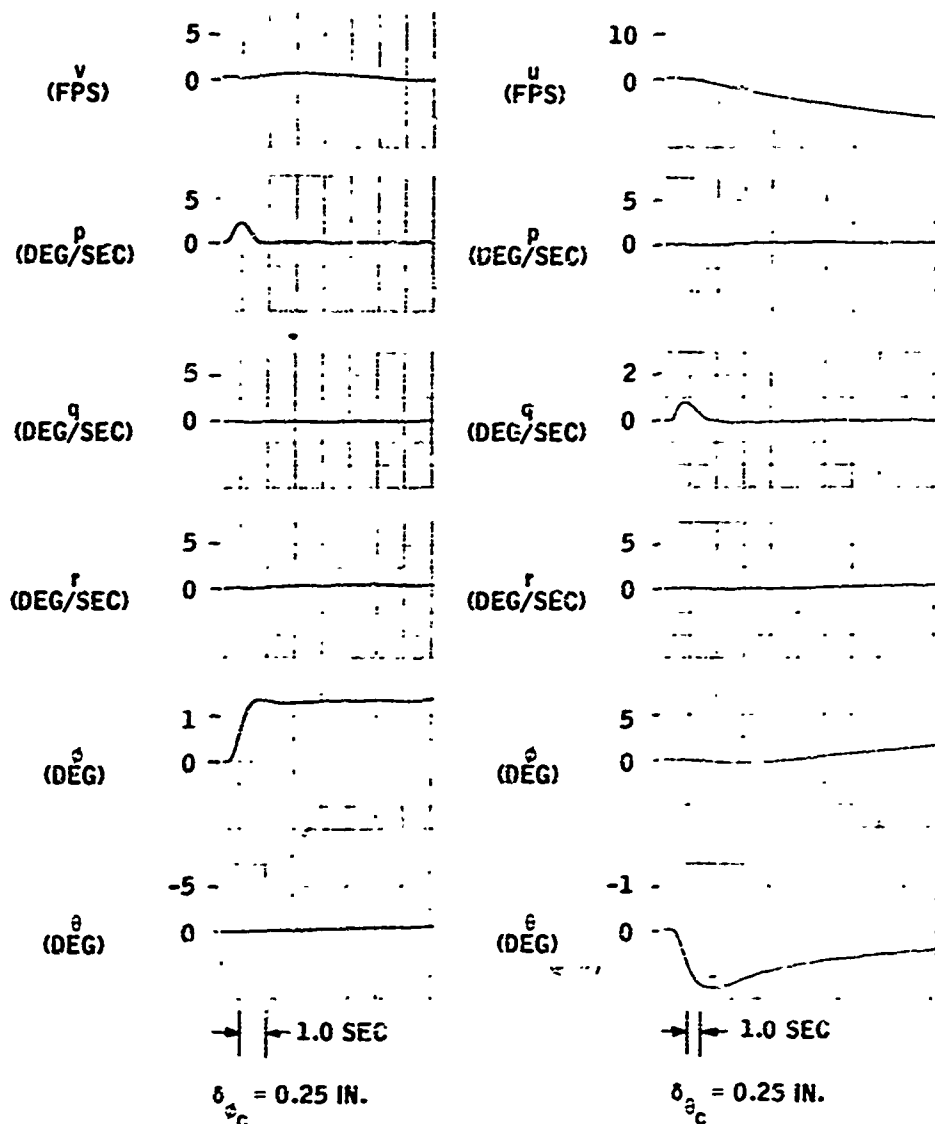 v
(FPS)
5
0
p
(DEG/SEC)
5
0
q
(DEG/SEC)
5
0
r
(DEG/SEC)
5
0
ϕ
(DEG)
1
0
θ
(DEG)
-5
0
1.0 SEC
δϕc = 0.25 IN.
u
(FPS)
10
0
p
(DEG/SEC)
5
0
q
(DEG/SEC)
2
0
r
(DEG/SEC)
5
0
ϕ
(DEG)
5
0
θ
(DEG)
-1
0
1.0 SEC
δθc = 0.25 IN.